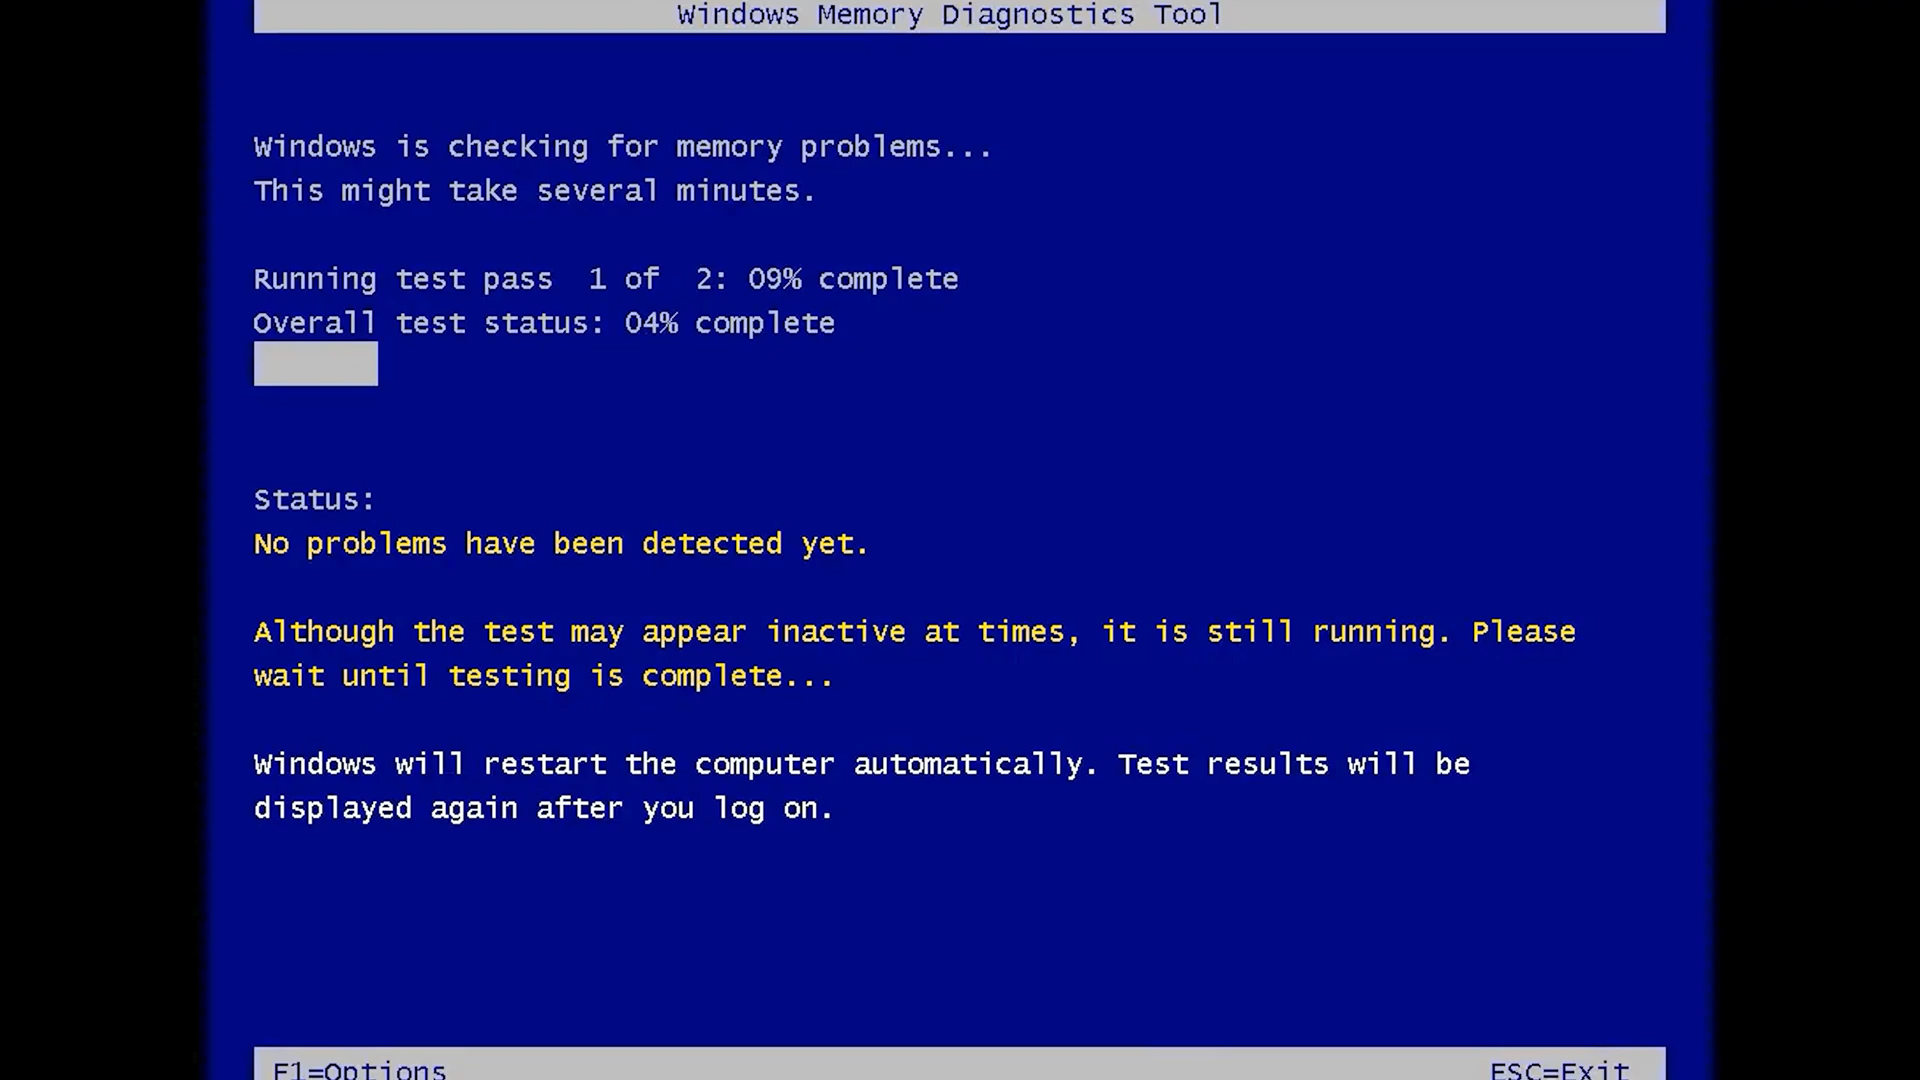 Windows Memory Diagnostics Tool
Windows is checking for memory problems...
This might take several minutes.
Running test pass  1 of  2: 09% complete
Overall test status: 04% complete
Status:
No problems have been detected yet.
Although the test may appear inactive at times, it is still running. Please
wait until testing is complete...
Windows will restart the computer automatically. Test results will be
displayed again after you log on.
F1=Options ESC=Exit